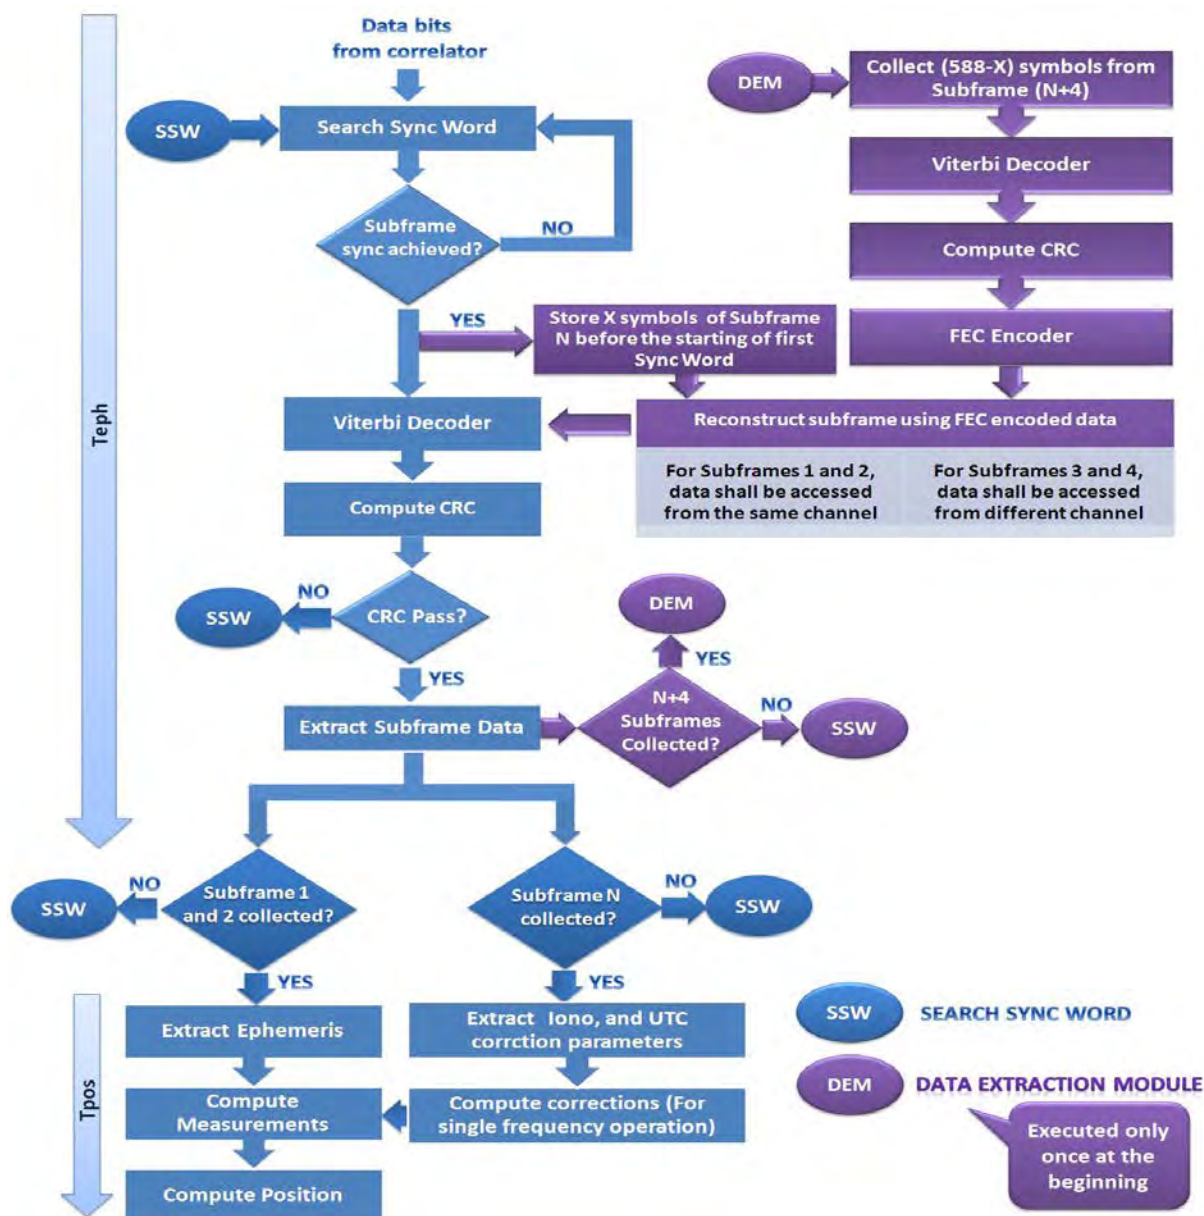 Data bits
from correlator
SSW
Search Sync Word
Subframe
sync achieved?
NO
YES
DEM
Collect (588-X) symbols from
Subframe (N+4)
Viterbi Decoder
Compute CRC
FEC Encoder
Store X symbols of Subframe
N before the starting of first
Sync Word
Reconstruct subframe using FEC encoded data
For Subframes 1 and 2,
data shall be accessed
from the same channel
For Subframes 3 and 4,
data shall be accessed
from different channel
Teph
Viterbi Decoder
Compute CRC
CRC Pass?
NO
SSW
YES
Extract Subframe Data
DEM
YES
N+4
Subframes
Collected?
NO
SSW
Subframe 1
and 2 collected?
NO
SSW
YES
Subframe N
collected?
NO
SSW
YES
Tpos
Extract Ephemeris
Compute
Measurements
Compute Position
Extract Iono, and UTC
corrction parameters
Compute corrections (For
single frequency operation)
SSW
SEARCH SYNC WORD
DEM
DATA EXTRACTION MODULE
Executed only
once at the
beginning